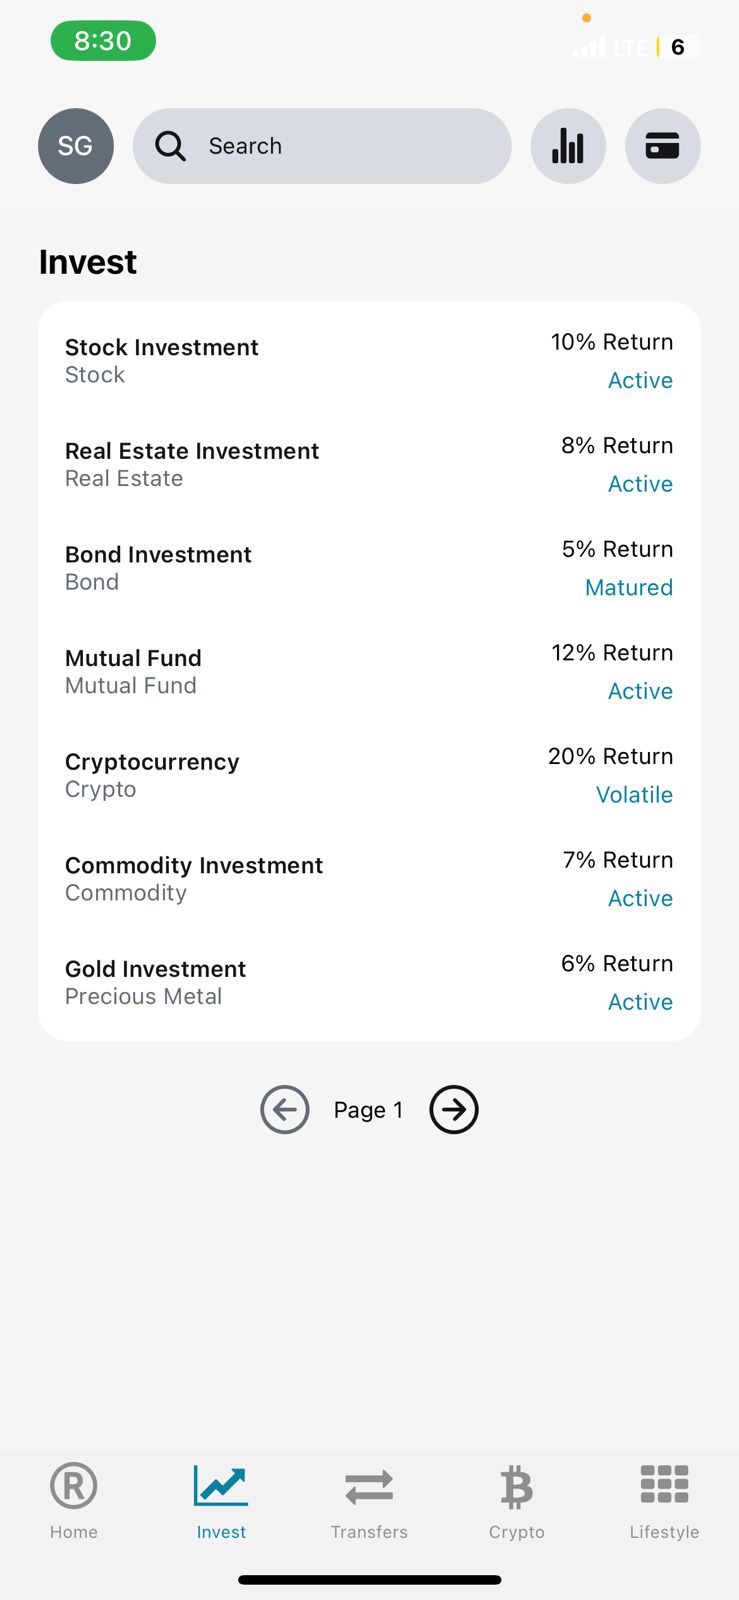 8:30
LTE 6
SG
Search
Invest
Stock Investment
Stock
10% Return
Active
Real Estate Investment
Real Estate
8% Return
Active
Bond Investment
Bond
5% Return
Matured
Mutual Fund
Mutual Fund
12% Return
Active
Cryptocurrency
Crypto
20% Return
Volatile
Commodity Investment
Commodity
7% Return
Active
Gold Investment
Precious Metal
6% Return
Active
Page 1
R
Home
Invest
Transfers
Crypto
Lifestyle